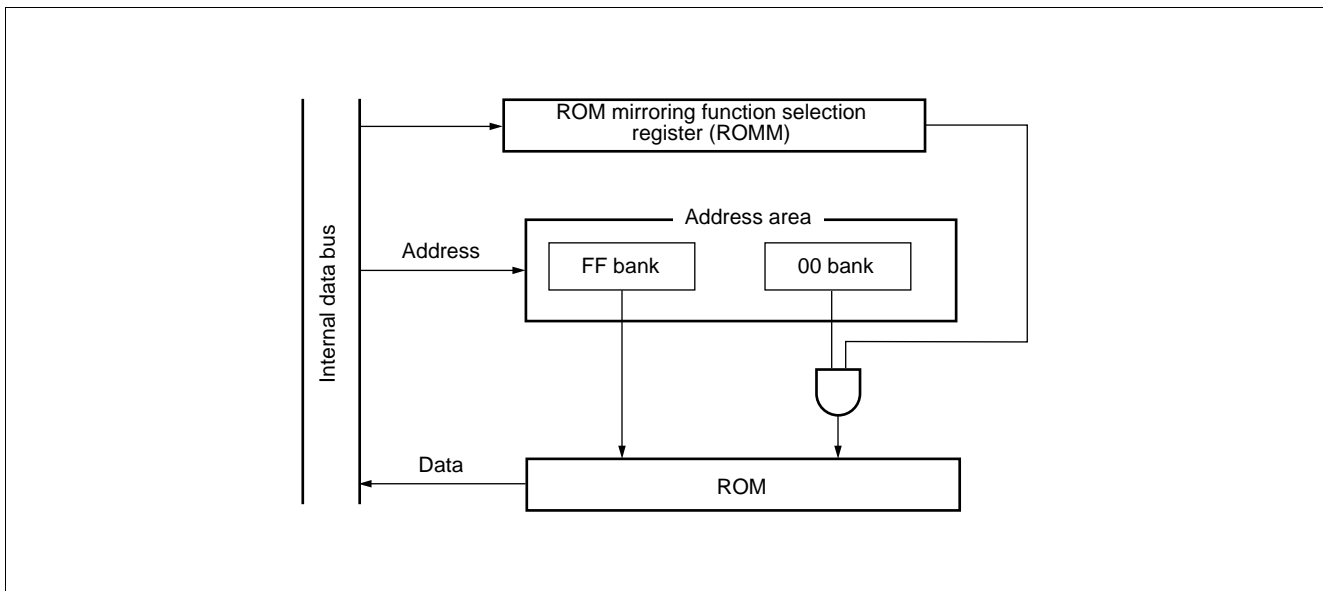 ROM mirroring function selection
register (ROMM)
Address area
Address
FF bank
00 bank
Internal data bus
Data
ROM